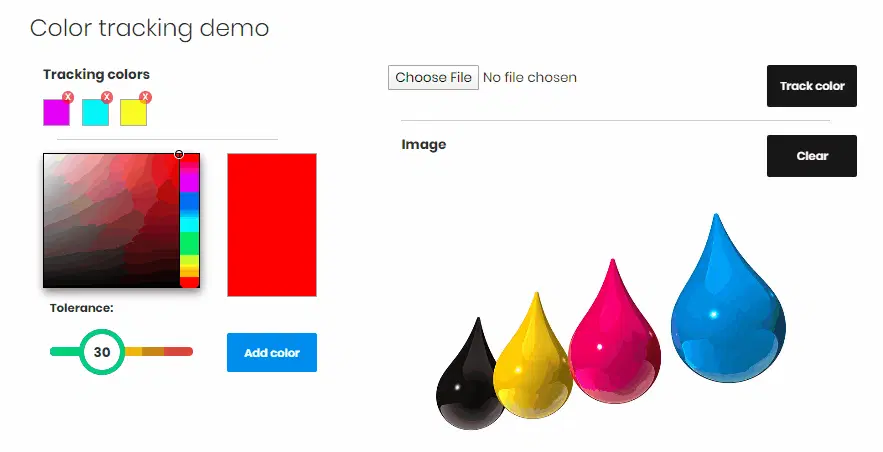 Color tracking demo
Tracking colors
X X X
Tolerance:
30
Add color
Choose File No file chosen
Track color
Image
Clear